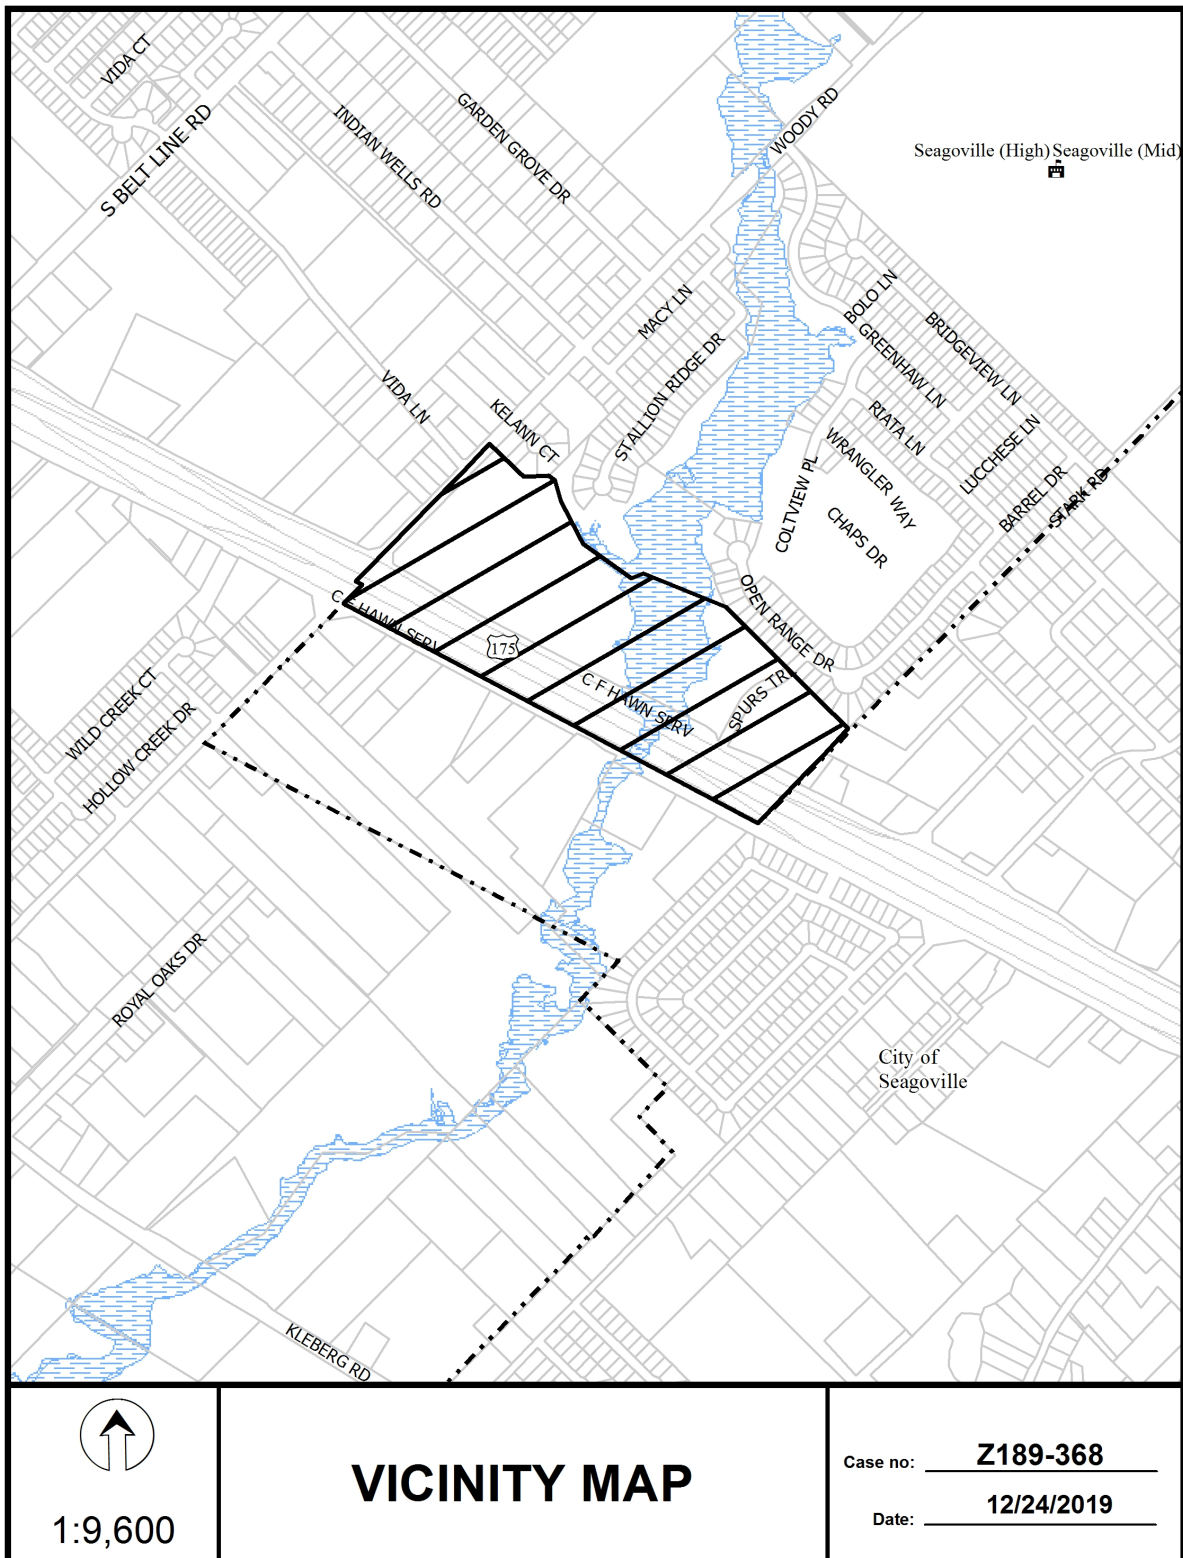 VIDA CT
S BELT LINE RD
INDIAN WELLS RD
GARDEN GROVE DR
WOODY RD
Seagoville (High) Seagoville (Mid)
MACY LN
STALLION RIDGE DR
BOLO LN
GREENHAW LN
BRIDGEVIEW LN
VIDA LN
KELANN CT
RIATA LN
WRANGLER WAY
LUCCHESE LN
COLTVIEW PL
CHAPS DR
BARREL DR
STARK RD
C F HAWN SERV
175
OPEN RANGE DR
C F HAWN SERV
SPURS TRL
WILD CREEK CT
HOLLOW CREEK DR
ROYAL OAKS DR
City of
Seagoville
KLEBERG RD
1:9,600
VICINITY MAP
Case no: Z189-368
Date: 12/24/2019